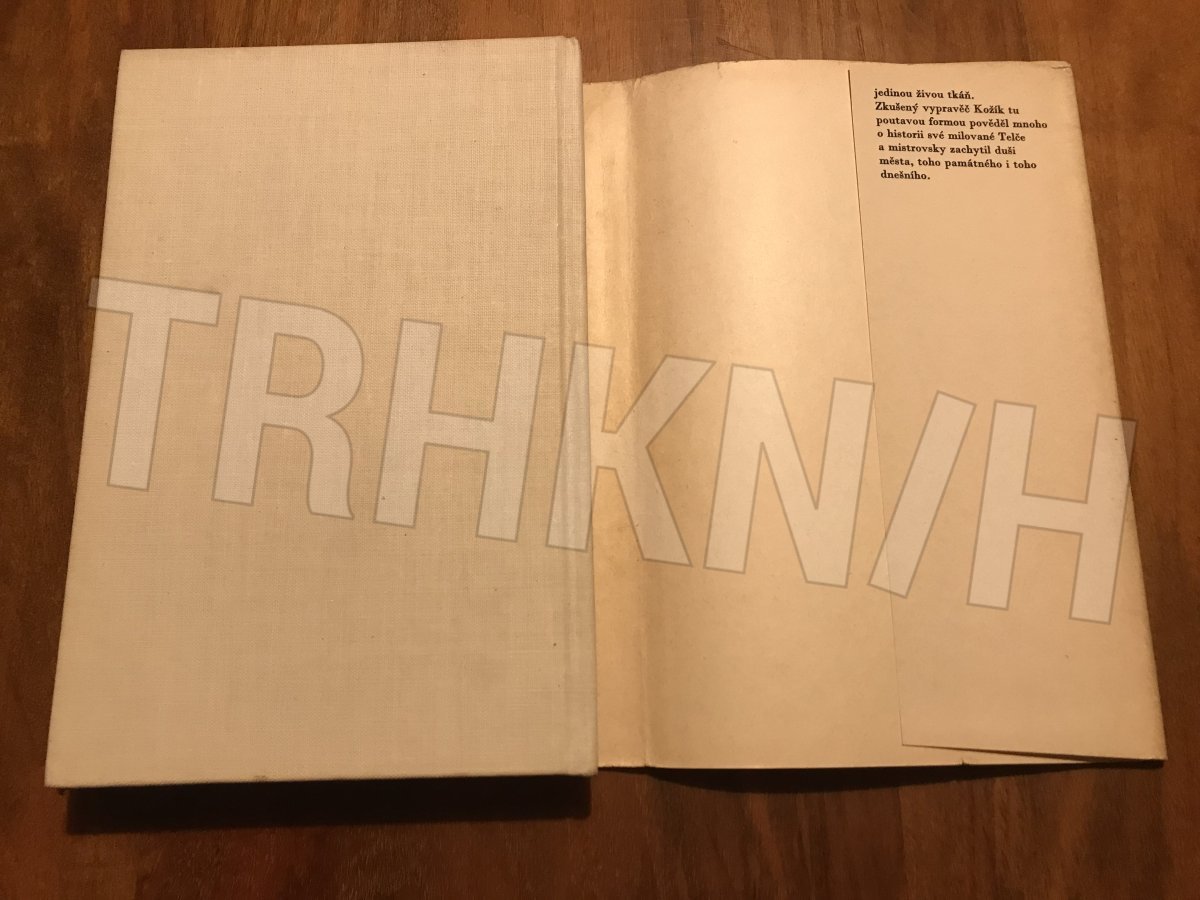 jedinou živou tkáň.
Zkušený vypravěč Kožík tu
poutavou formou pověděl mnoho
o historii své milované Telče
a mistrovsky zachytil duši
města, toho památného i toho
dnešního.
TRHKN/H